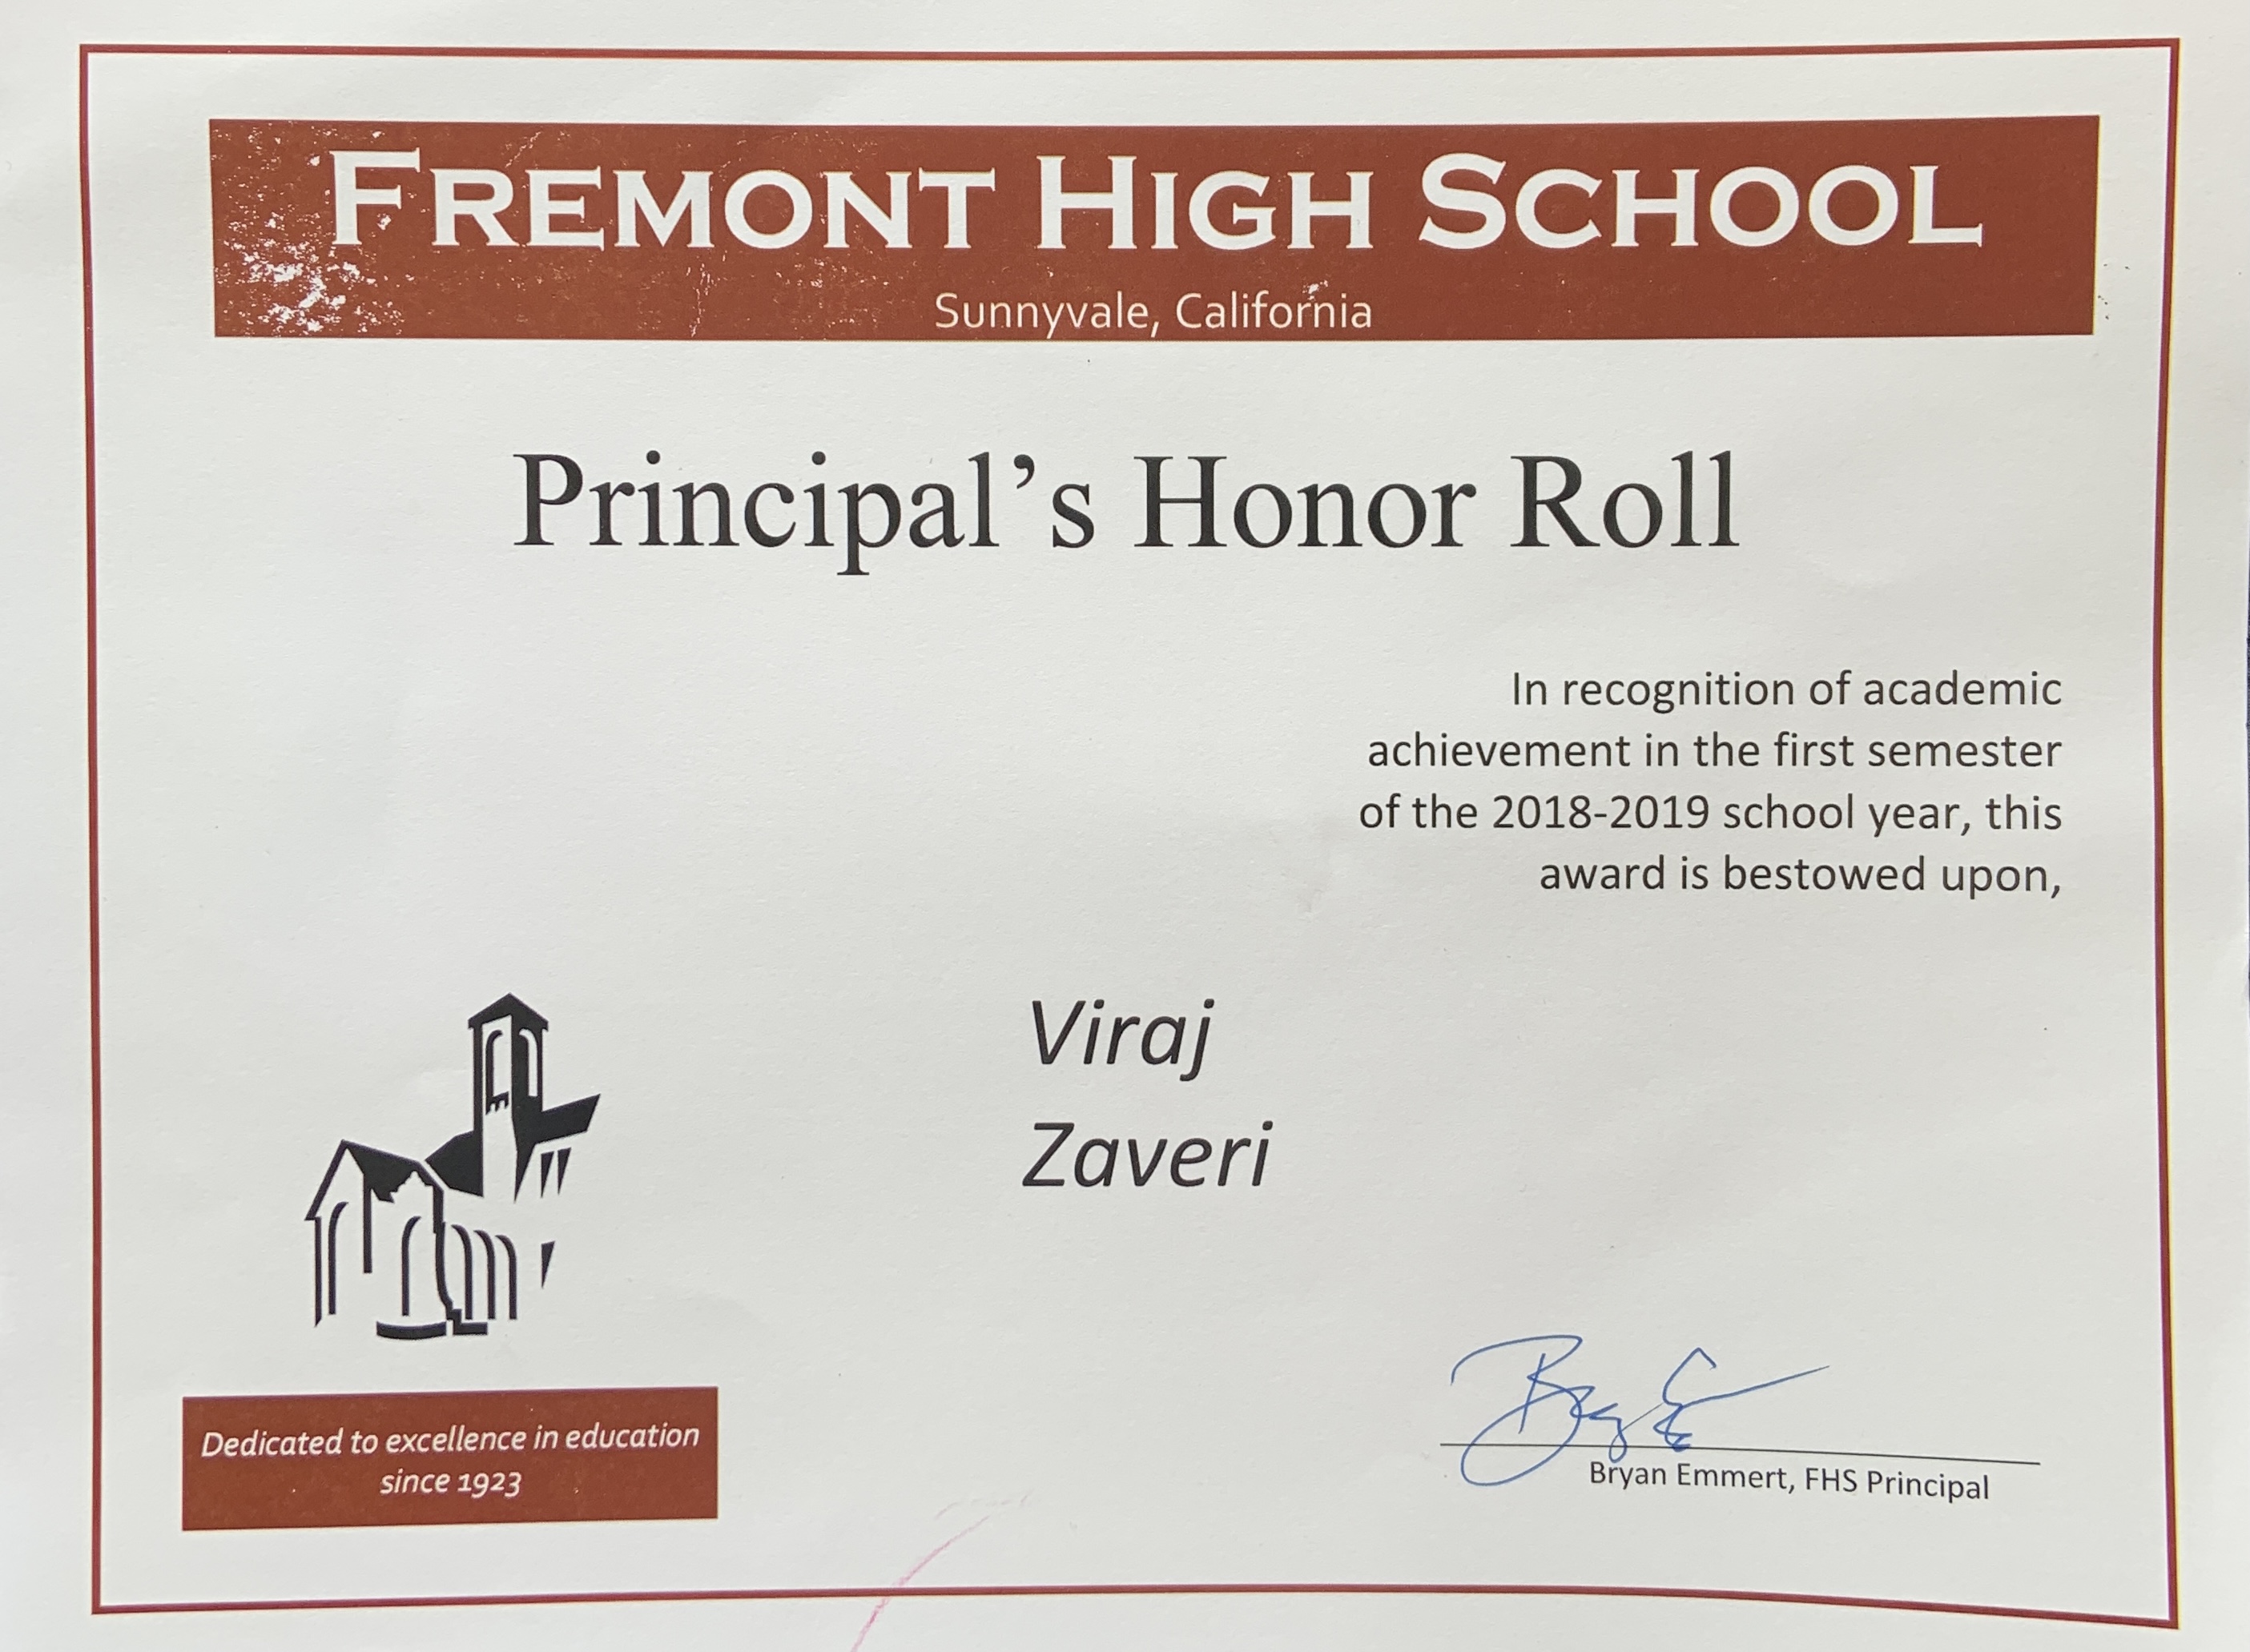 FREMONT HIGH SCHOOL
Sunnyvale, California
Principal’s Honor Roll
In recognition of academic
achievement in the first semester
of the 2018-2019 school year, this
award is bestowed upon,
Viraj
Zaveri
Dedicated to excellence in education
since 1923
Bryan Emmert, FHS Principal